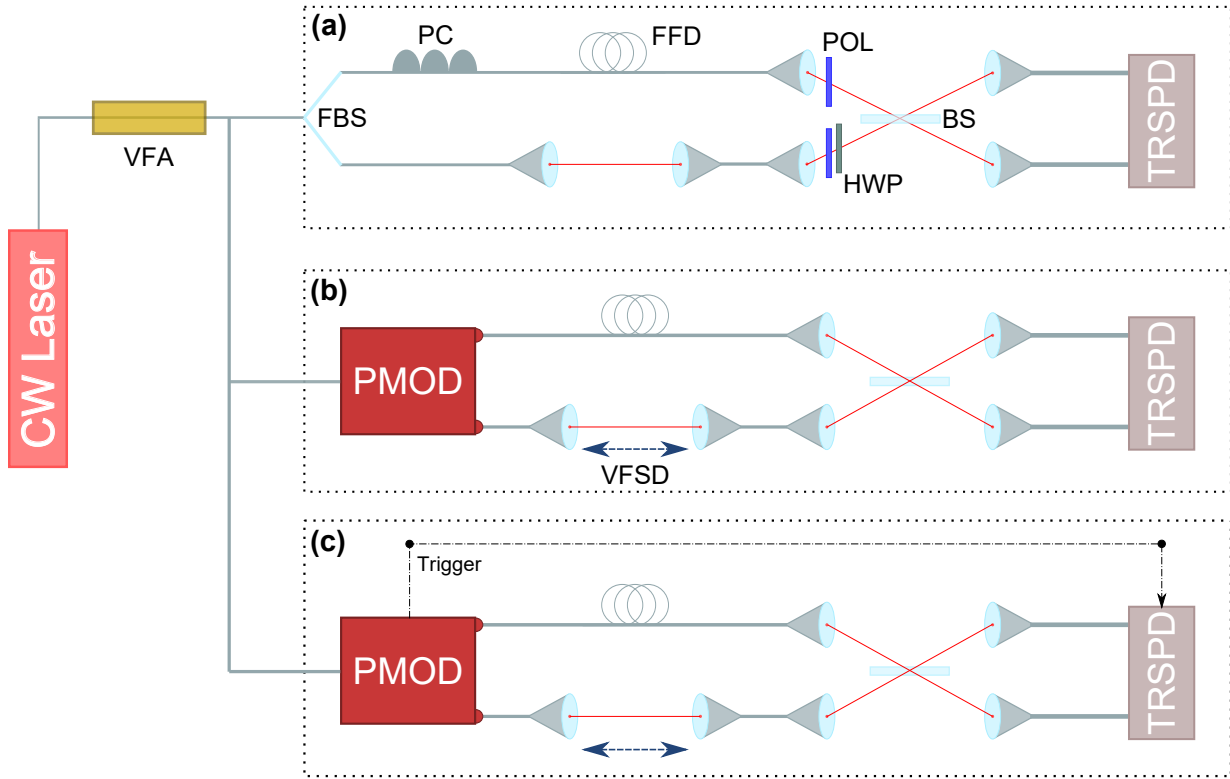 (a)
PC
FFD
POL
FBS
BS
HWP
TRSPD
VFA
CW Laser
(b)
PMOD
VFSD
TRSPD
(c)
Trigger
PMOD
TRSPD